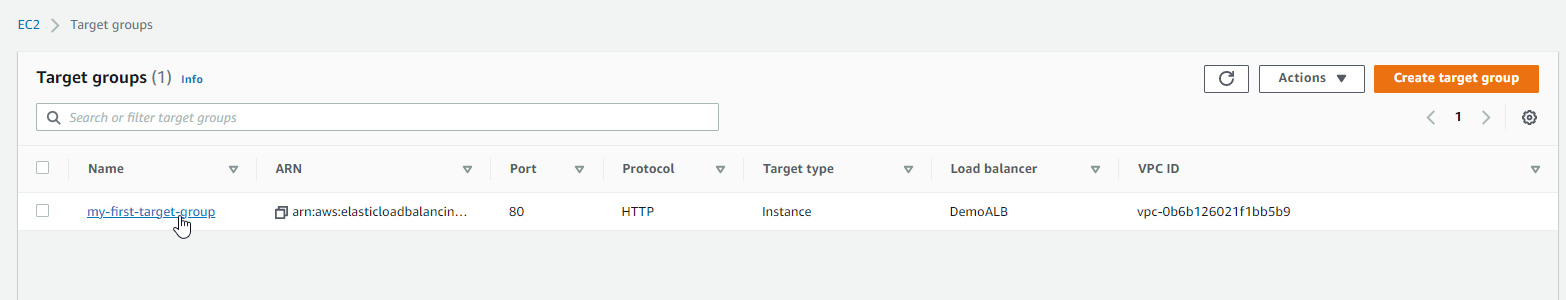 EC2 Target groups
Target groups (1) Info Actions Create target group
Search or filter target groups 1
Name ARN Port Protocol Target type Load balancer VPC ID
my-first-target-group arn:aws:elasticloadbalancin... 80 HTTP Instance DemoALB vpc-0b6b126021f1bb5b9